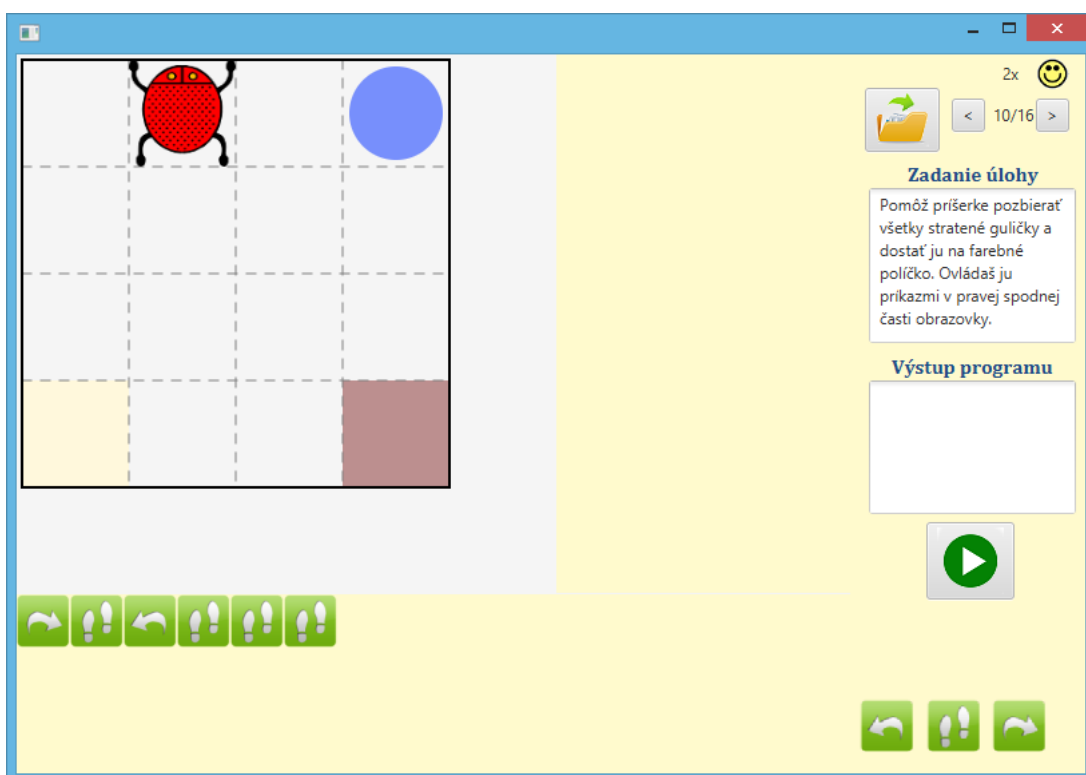 2x
< 10/16 >
Zadanie úlohy
Pomôž príšerke pozbierať
všetky stratené guličky a
dostať ju na farebné
políčko. Ovládaš ju
príkazmi v pravej spodnej
časti obrazovky.
Výstup programu